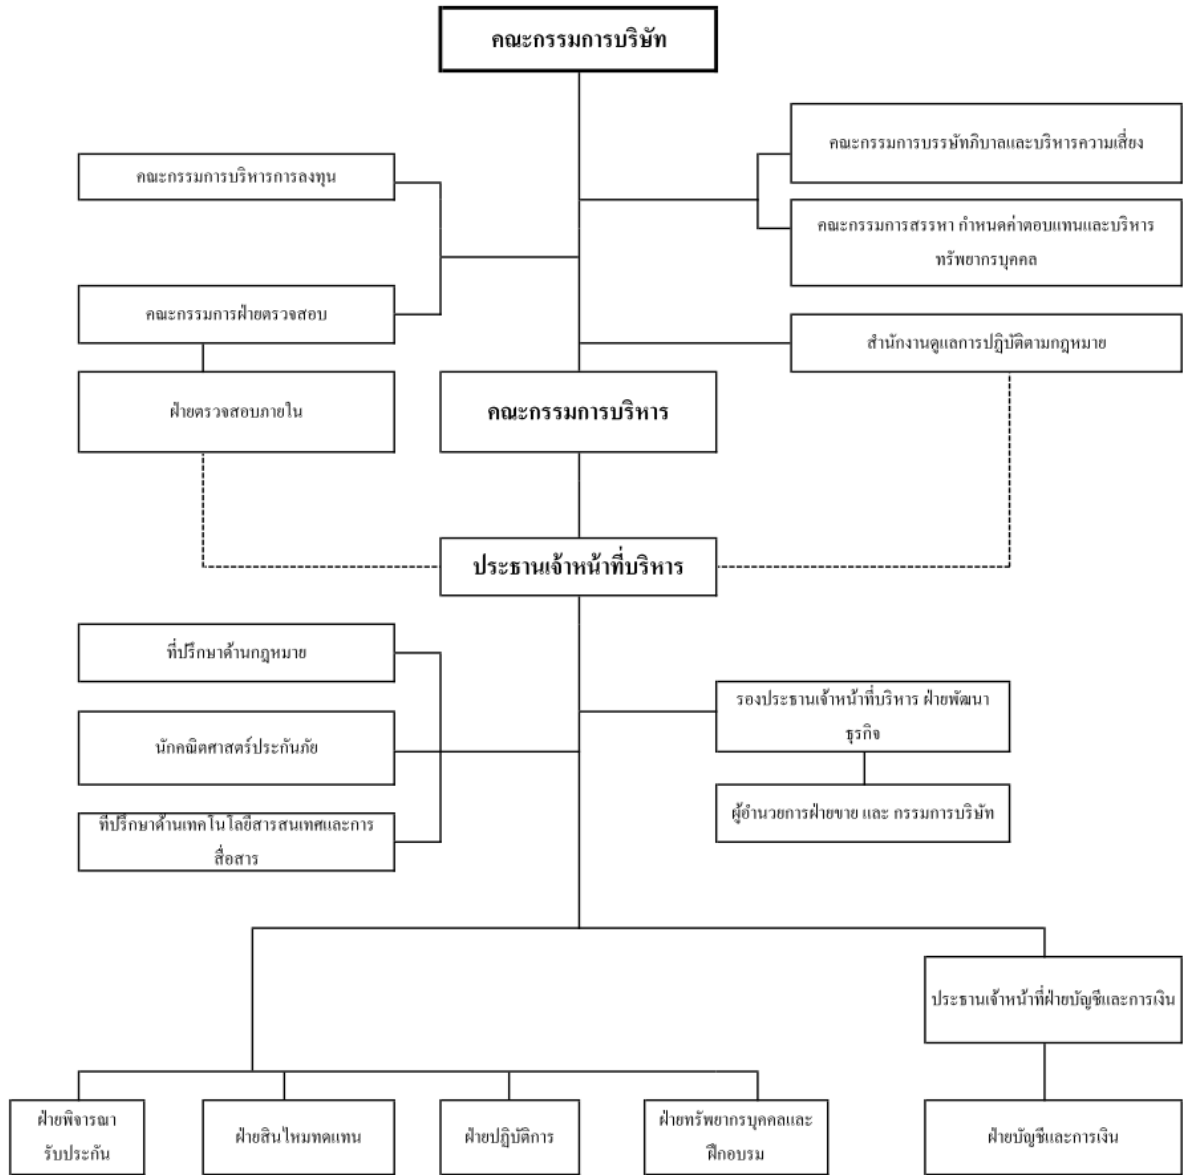 คณะกรรมการบริษัท
คณะกรรมการบรรษัทภิบาลและบริหารความเสี่ยง
คณะกรรมการบริหารการลงทุน
คณะกรรมการสรรหา กำหนดค่าตอบแทนและบริหาร
ทรัพยากรบุคคล
คณะกรรมการฝ่ายตรวจสอบ
สำนักงานดูแลการปฏิบัติตามกฎหมาย
ฝ่ายตรวจสอบภายใน
คณะกรรมการบริหาร
ประธานเจ้าหน้าที่บริหาร
ที่ปรึกษาด้านกฎหมาย
รองประธานเจ้าหน้าที่บริหาร ฝ่ายพัฒนา
ธุรกิจ
นักคณิตศาสตร์ประกันภัย
ผู้อำนวยการฝ่ายขาย และ กรรมการบริษัท
ที่ปรึกษาด้านเทคโนโลยีสารสนเทศและการ
สื่อสาร
ประธานเจ้าหน้าที่ฝ่ายบัญชีและการเงิน
ฝ่ายพิจารณา
รับประกัน
ฝ่ายสินไหมทดแทน
ฝ่ายปฏิบัติการ
ฝ่ายทรัพยากรบุคคลและ
ฝึกอบรม
ฝ่ายบัญชีและการเงิน